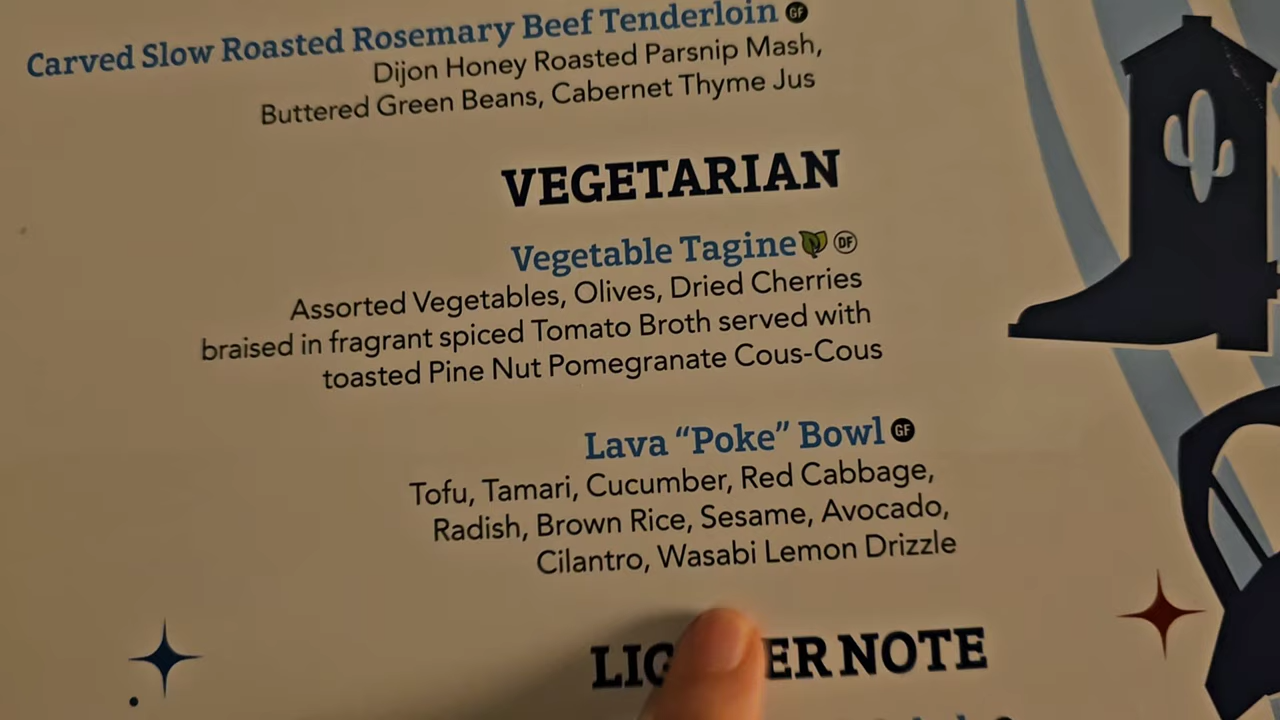 Carved Slow Roasted Rosemary Beef Tenderloin GF
Dijon Honey Roasted Parsnip Mash,
Buttered Green Beans, Cabernet Thyme Jus
VEGETARIAN
Vegetable Tagine DF
Assorted Vegetables, Olives, Dried Cherries
braised in fragrant spiced Tomato Broth served with
toasted Pine Nut Pomegranate Cous-Cous
Lava “Poke” Bowl GF
Tofu, Tamari, Cucumber, Red Cabbage,
Radish, Brown Rice, Sesame, Avocado,
Cilantro, Wasabi Lemon Drizzle
NOTE